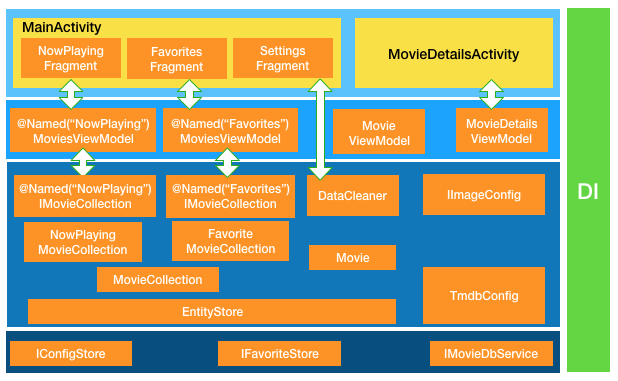 MainActivity
NowPlaying
Fragment
Favorites
Fragment
Settings
Fragment
MovieDetailsActivity
@Named("NowPlaying")
MoviesViewModel
@Named("Favorites")
MoviesViewModel
Movie
ViewModel
MovieDetails
ViewModel
@Named("NowPlaying")
IMovieCollection
@Named("Favorites")
IMovieCollection
DataCleaner
IImageConfig
NowPlaying
MovieCollection
Favorite
MovieCollection
Movie
MovieCollection
TmdbConfig
EntityStore
IConfigStore
IFavoriteStore
IMovieDbService
DI